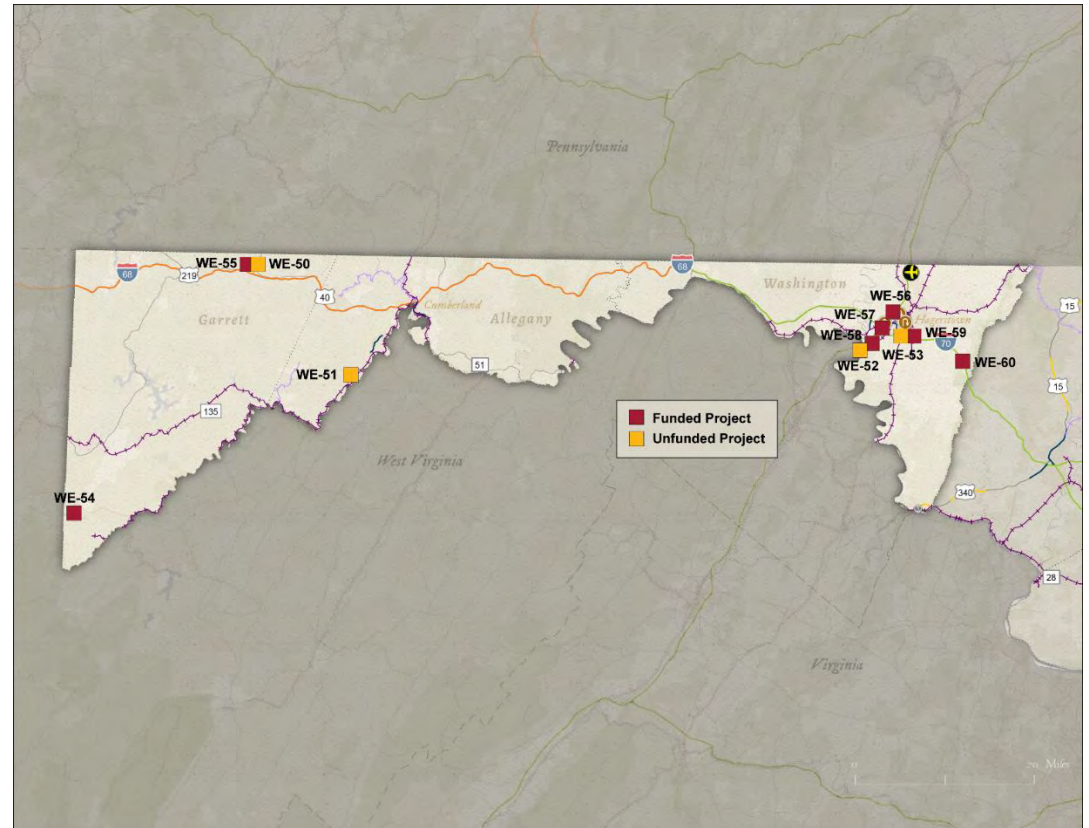 Pennsylvania
68
219
WE-55
WE-50
40
Garrett
Cumberland
Allegany
51
68
Washington
WE-56
WE-57
Hagerstown
15
WE-58
WE-59
70
WE-53
WE-52
WE-60
15
WE-51
135
Funded Project
Unfunded Project
West Virginia
WE-54
340
28
Virginia
0
20 Miles